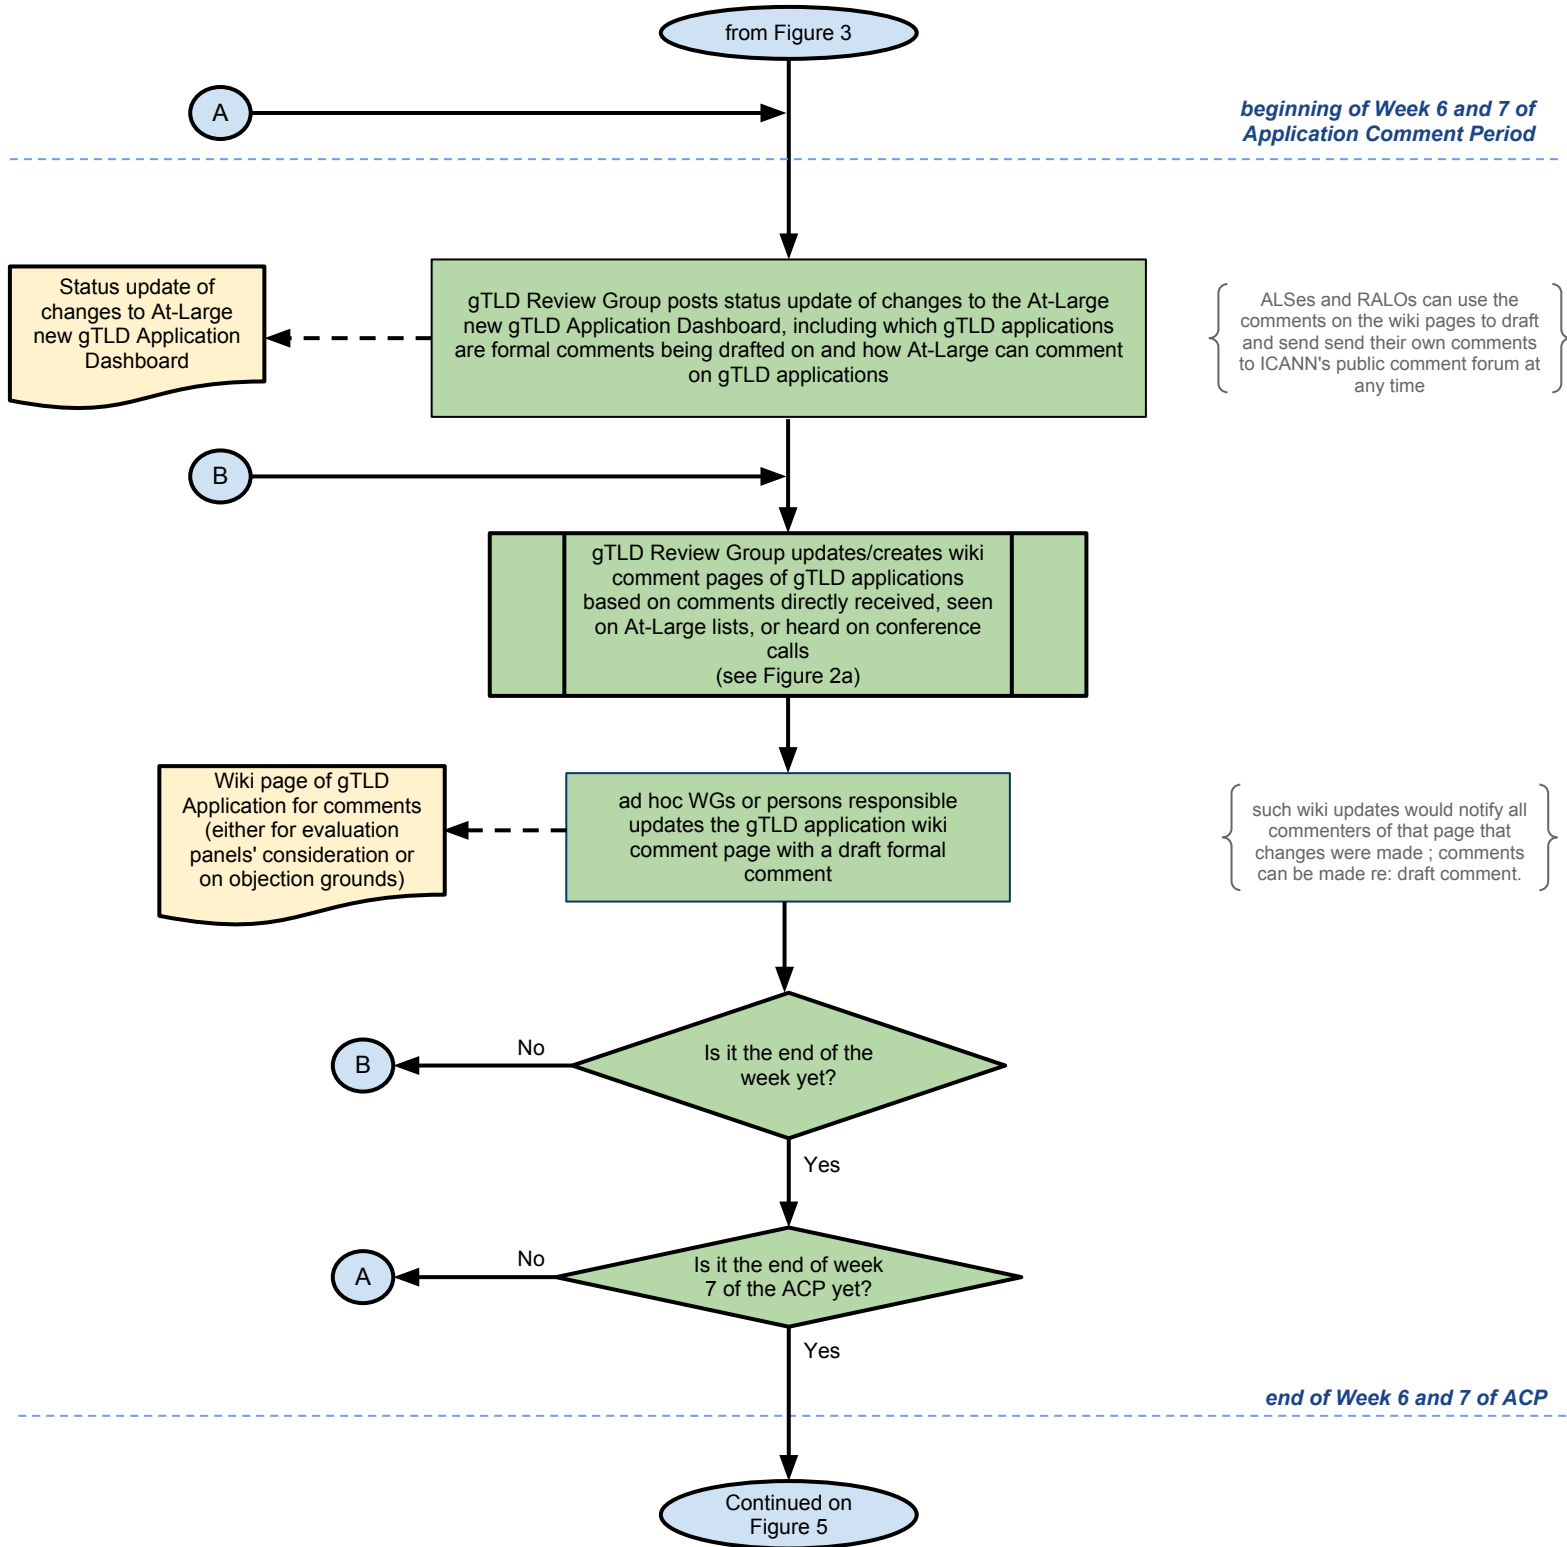 from Figure 3
A
beginning of Week 6 and 7 of
Application Comment Period
Status update of
changes to At-Large
new gTLD Application
Dashboard
gTLD Review Group posts status update of changes to the At-Large
new gTLD Application Dashboard, including which gTLD applications
are formal comments being drafted on and how At-Large can comment
on gTLD applications
ALSes and RALOs can use the
comments on the wiki pages to draft
and send send their own comments
to ICANN's public comment forum at
any time
B
gTLD Review Group updates/creates wiki
comment pages of gTLD applications
based on comments directly received, seen
on At-Large lists, or heard on conference
calls
(see Figure 2a)
Wiki page of gTLD
Application for comments
(either for evaluation
panels' consideration or
on objection grounds)
ad hoc WGs or persons responsible
updates the gTLD application wiki
comment page with a draft formal
comment
such wiki updates would notify all
commenters of that page that
changes were made ; comments
can be made re: draft comment.
Is it the end of the
week yet?
No
B
Yes
Is it the end of week
7 of the ACP yet?
No
A
Yes
end of Week 6 and 7 of ACP
Continued on
Figure 5